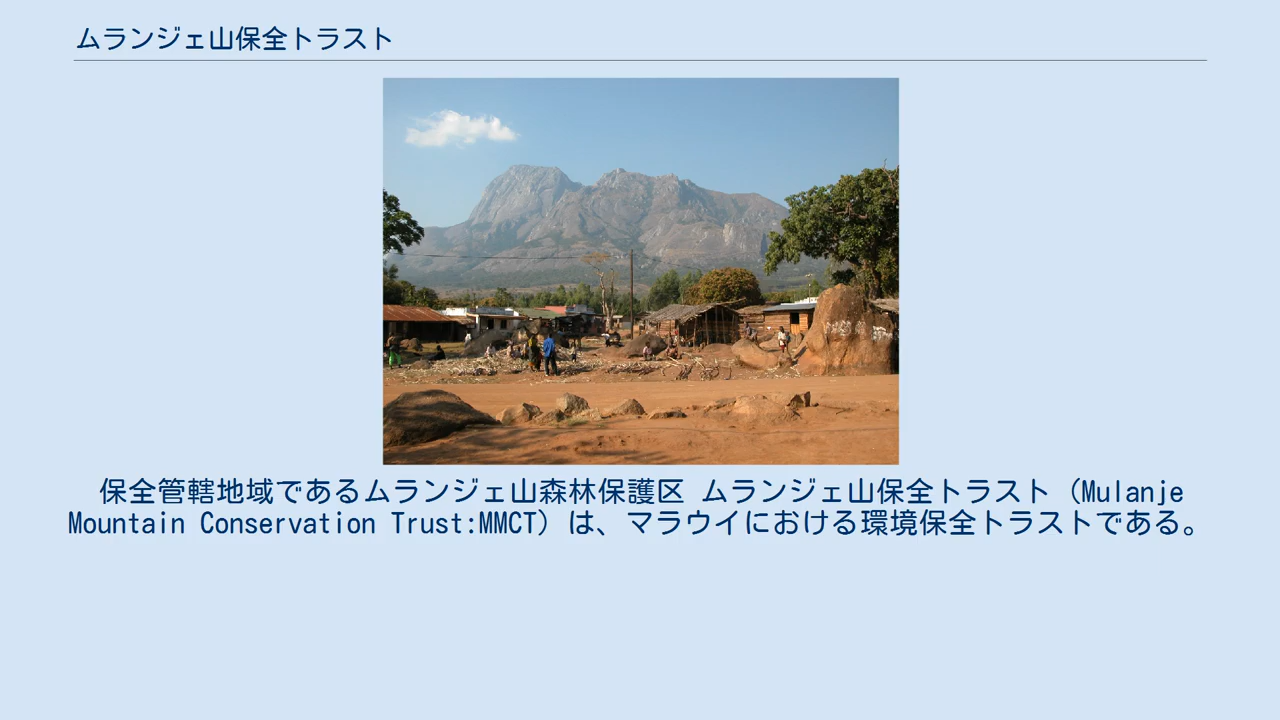 ムランジェ山保全トラスト
保全管轄地域であるムランジェ山森林保護区 ムランジェ山保全トラスト（Mulanje
Mountain Conservation Trust:MMCT）は、マラウイにおける環境保全トラストである。